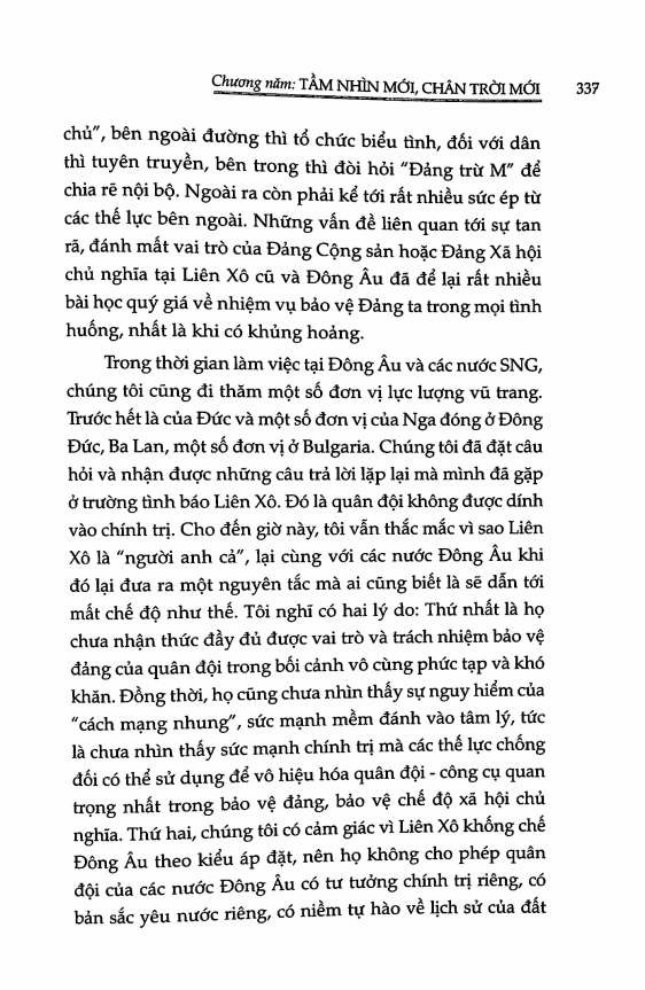 Chương năm: TẦM NHÌN MỚI, CHÂN TRỜI MỚI 337
chủ", bên ngoài đường thì tổ chức biểu tình, đối với dân
thì tuyên truyền, bên trong thì đòi hỏi "Đảng trừ M" để
chia rẽ nội bộ. Ngoài ra còn phải kể tới rất nhiều sức ép từ
các thế lực bên ngoài. Những vấn đề liên quan tới sự tan
rã, đánh mất vai trò của Đảng Cộng sản hoặc Đảng Xã hội
chủ nghĩa tại Liên Xô cũ và Đông Âu đã để lại rất nhiều
bài học quý giá về nhiệm vụ bảo vệ Đảng ta trong mọi tình
huống, nhất là khi có khủng hoảng.
Trong thời gian làm việc tại Đông Âu và các nước SNG,
chúng tôi cũng đi thăm một số đơn vị lực lượng vũ trang.
Trước hết là của Đức và một số đơn vị của Nga đóng ở Đông
Đức, Ba Lan, một số đơn vị ở Bulgaria. Chúng tôi đã đặt câu
hỏi và nhận được những câu trả lời lặp lại mà mình đã gặp
ở trường tình báo Liên Xô. Đó là quân đội không được dính
vào chính trị. Cho đến giờ này, tôi vẫn thắc mắc vì sao Liên
Xô là "người anh cả", lại cùng với các nước Đông Âu khi
đó lại đưa ra một nguyên tắc mà ai cũng biết là sẽ dẫn tới
mất chế độ như thế. Tôi nghĩ có hai lý do: Thứ nhất là họ
chưa nhận thức đầy đủ được vai trò và trách nhiệm bảo vệ
đảng của quân đội trong bối cảnh vô cùng phức tạp và khó
khăn. Đồng thời, họ cũng chưa nhìn thấy sự nguy hiểm của
"cách mạng nhung", sức mạnh mềm đánh vào tâm lý, tức
là chưa nhìn thấy sức mạnh chính trị mà các thế lực chống
đối có thể sử dụng để vô hiệu hóa quân đội - công cụ quan
trọng nhất trong bảo vệ đảng, bảo vệ chế độ xã hội chủ
nghĩa. Thứ hai, chúng tôi có cảm giác vì Liên Xô khống chế
Đông Âu theo kiểu áp đặt, nên họ không cho phép quân
đội của các nước Đông Âu có tư tưởng chính trị riêng, có
bản sắc yêu nước riêng, có niềm tự hào về lịch sử của đất